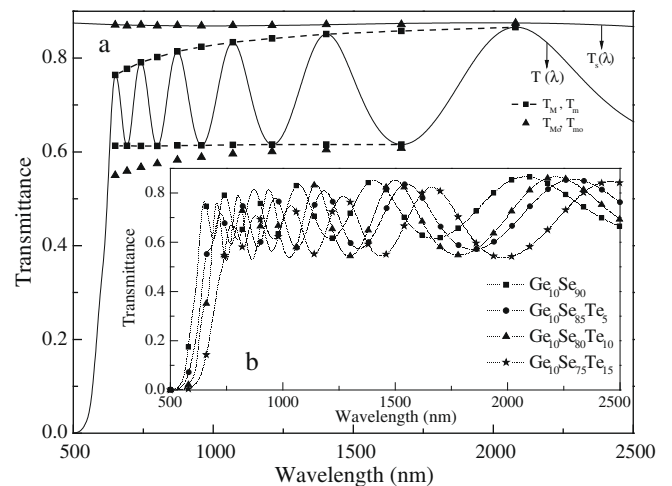 a
0.8
0.6
0.4
0.2
0.0
Transmittance
500 1000 1500 2000 2500
Wavelength (nm)
Tₛ(λ)
T (λ)
T_M , T_m
T_Mo, T_mo
b
0.8
0.6
0.4
0.2
0.0
Transmittance
500 1000 1500 2000 2500
Wavelength (nm)
Ge₁₀Se₉₀
Ge₁₀Se₈₅Te₅
Ge₁₀Se₈₀Te₁₀
Ge₁₀Se₇₅Te₁₅